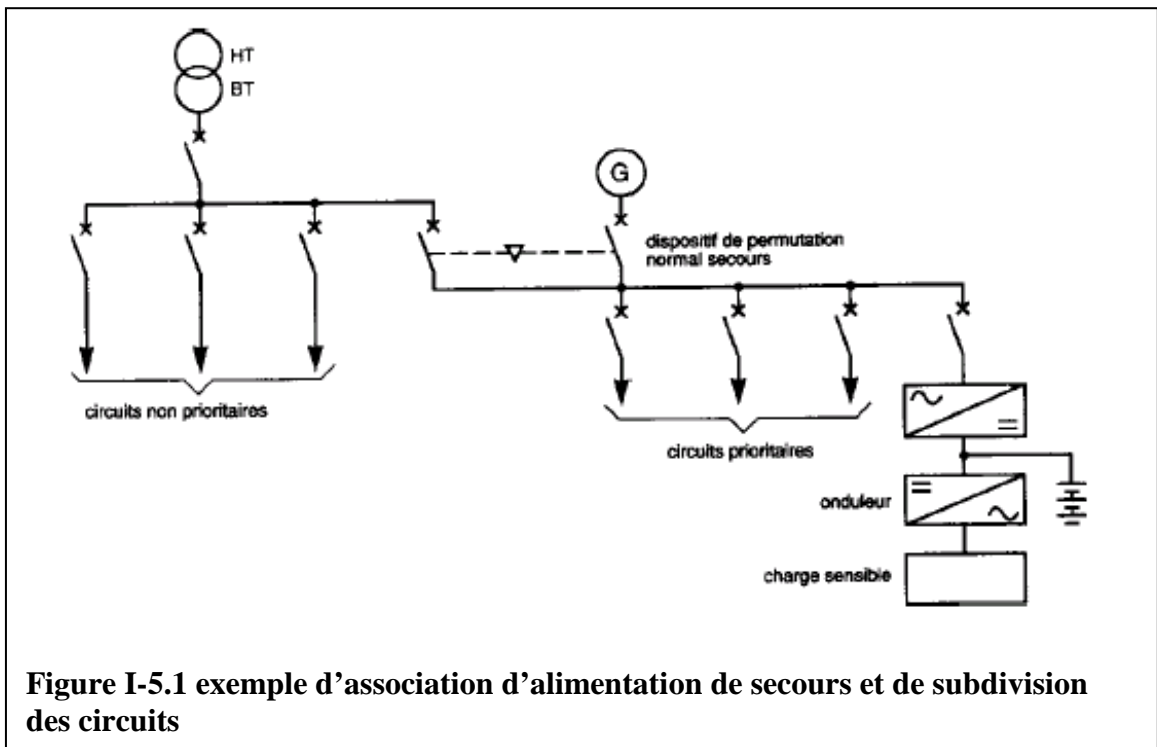 HT
BT
G
dispositif de permutation
normal secours
circuits non prioritaires
circuits prioritaires
onduleur
charge sensible
Figure I-5.1 exemple d’association d’alimentation de secours et de subdivision
des circuits